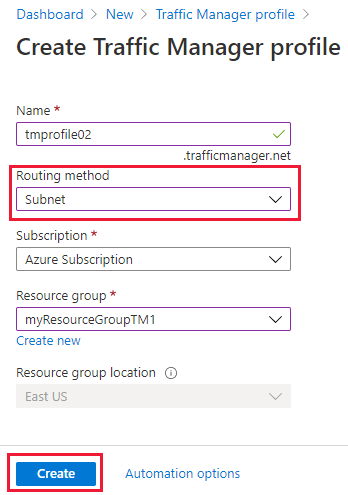 Dashboard > New > Traffic Manager profile >
Create Traffic Manager profile
Name *
tmprofile02
.trafficmanager.net
Routing method
Subnet
Subscription *
Azure Subscription
Resource group *
myResourceGroupTM1
Create new
Resource group location
East US
Create Automation options